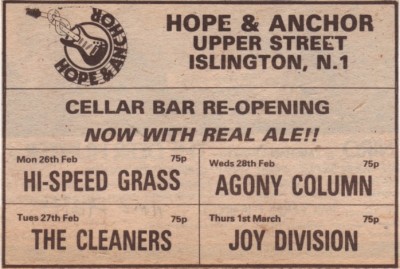 HOPE & ANCHOR
HOPE & ANCHOR
UPPER STREET
ISLINGTON, N.1
CELLAR BAR RE-OPENING
NOW WITH REAL ALE!!
Mon 26th Feb 75p
HI-SPEED GRASS
Weds 28th Feb 75p
AGONY COLUMN
Tues 27th Feb 75p
THE CLEANERS
Thurs 1st March 75p
JOY DIVISION